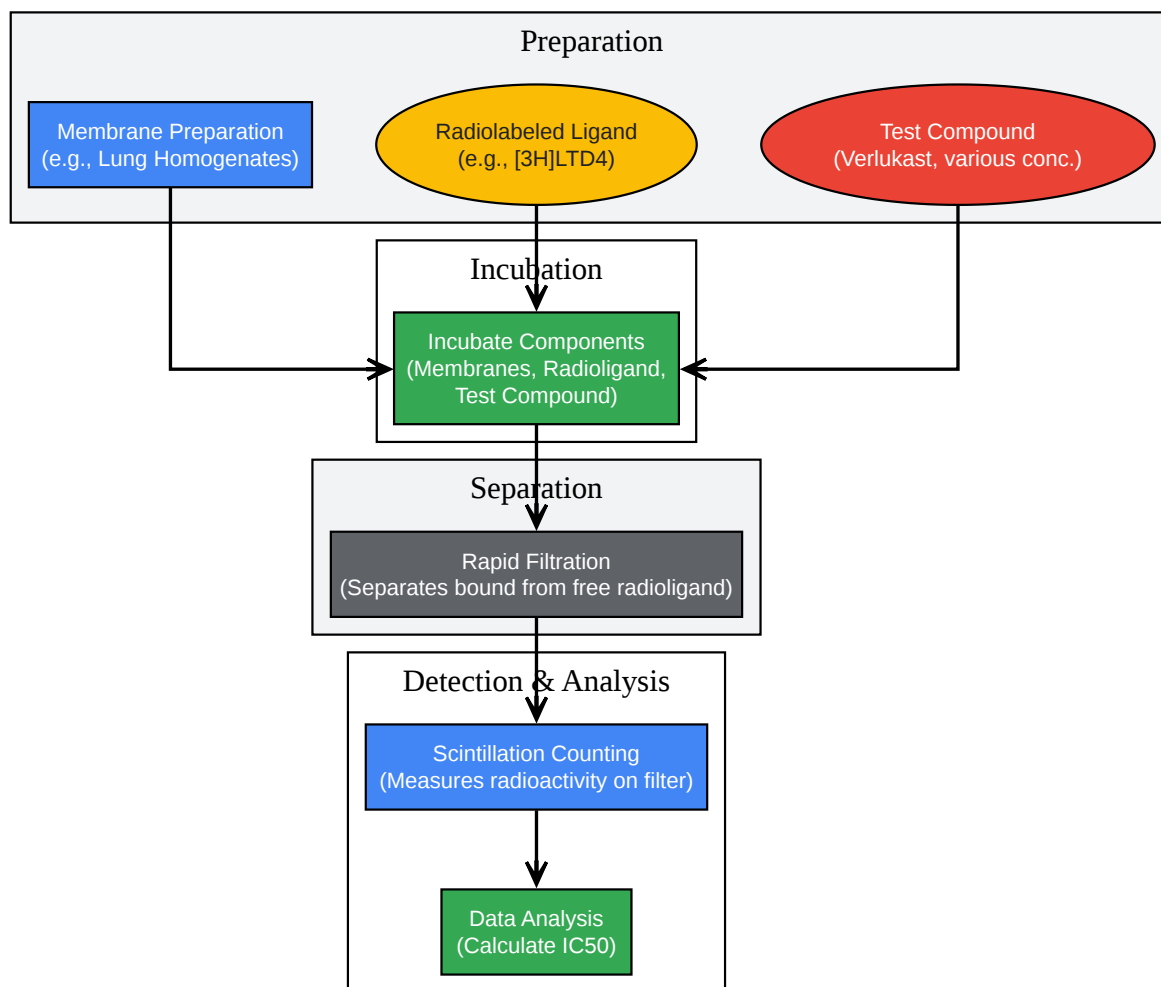 Preparation
Membrane Preparation
(e.g., Lung Homogenates)
Radiolabeled Ligand
(e.g., [3H]LTD4)
Test Compound
(Verlukast, various conc.)
Incubation
Incubate Components
(Membranes, Radioligand,
Test Compound)
Separation
Rapid Filtration
(Separates bound from free radioligand)
Detection & Analysis
Scintillation Counting
(Measures radioactivity on filter)
Data Analysis
(Calculate IC50)